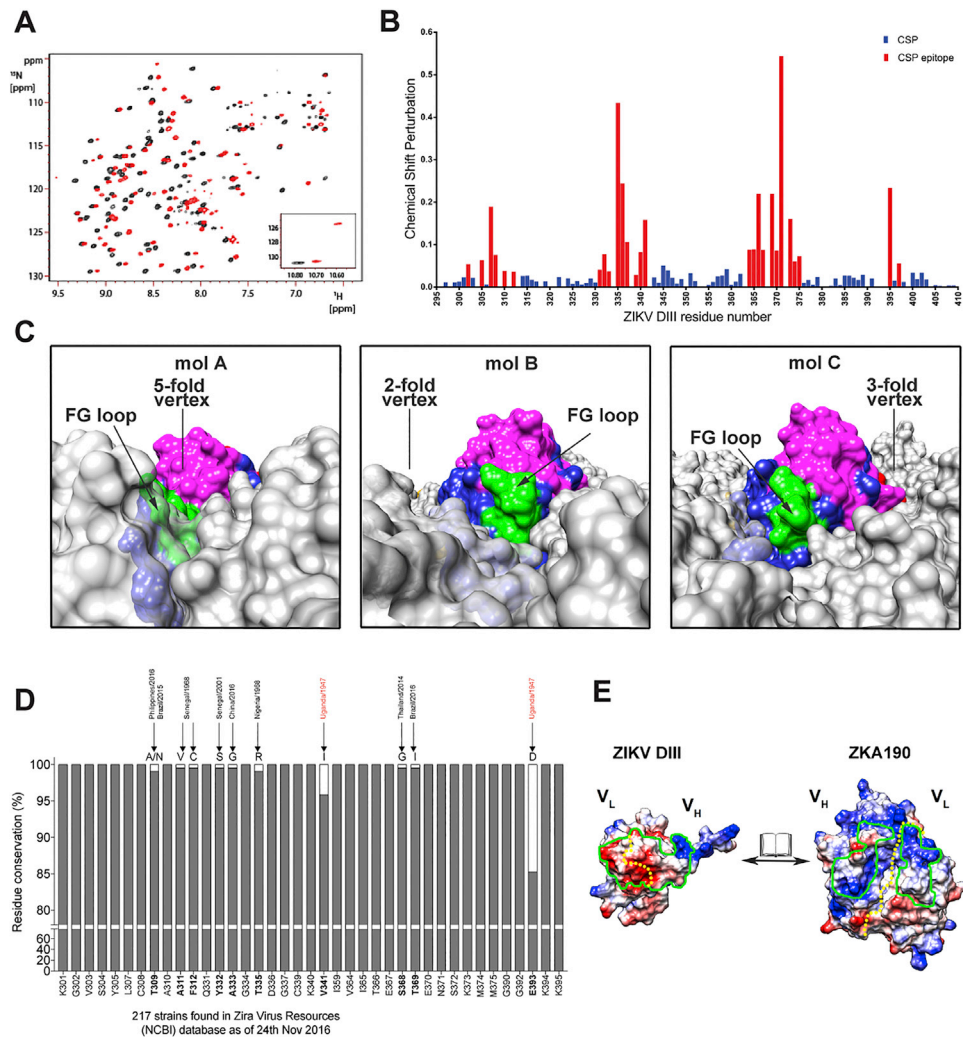 A
ppm
15N
[ppm]
110
115
120
125
130
9.5
9.0
8.5
8.0
7.5
7.0
1H
[ppm]
126
128
130
10.80
10.70
10.60
B
CSP
CSP epitope
Chemical Shift Perturbation
0.6
0.5
0.4
0.3
0.2
0.1
0.0
295
300
305
310
315
320
325
330
335
340
345
350
355
360
365
370
375
380
385
390
395
400
405
410
ZIKV DIII residue number
C
mol A
5-fold
vertex
FG loop
mol B
2-fold
vertex
FG loop
mol C
3-fold
vertex
FG loop
D
Philippines/2016
Brazil/2015
Senegal/1968
Senegal/2001
China/2016
Nigeria/1968
Uganda/1947
Thailand/2014
Brazil/2016
Uganda/1947
A/N
V
C
S
G
R
I
G
I
D
Residue conservation (%)
100
95
90
85
80
60
40
20
0
K301
G302
V303
S304
Y305
L307
C308
T309
A310
A311
F312
Q331
Y332
A333
G334
T335
D336
G337
C339
K340
V341
I359
V364
I365
T366
E367
S368
T369
E370
N371
S372
K373
M374
M375
G390
G392
E393
K394
K395
217 strains found in Zira Virus Resources
(NCBI) database as of 24th Nov 2016
E
ZIKV DIII
ZKA190
VL
VH
VH
VL